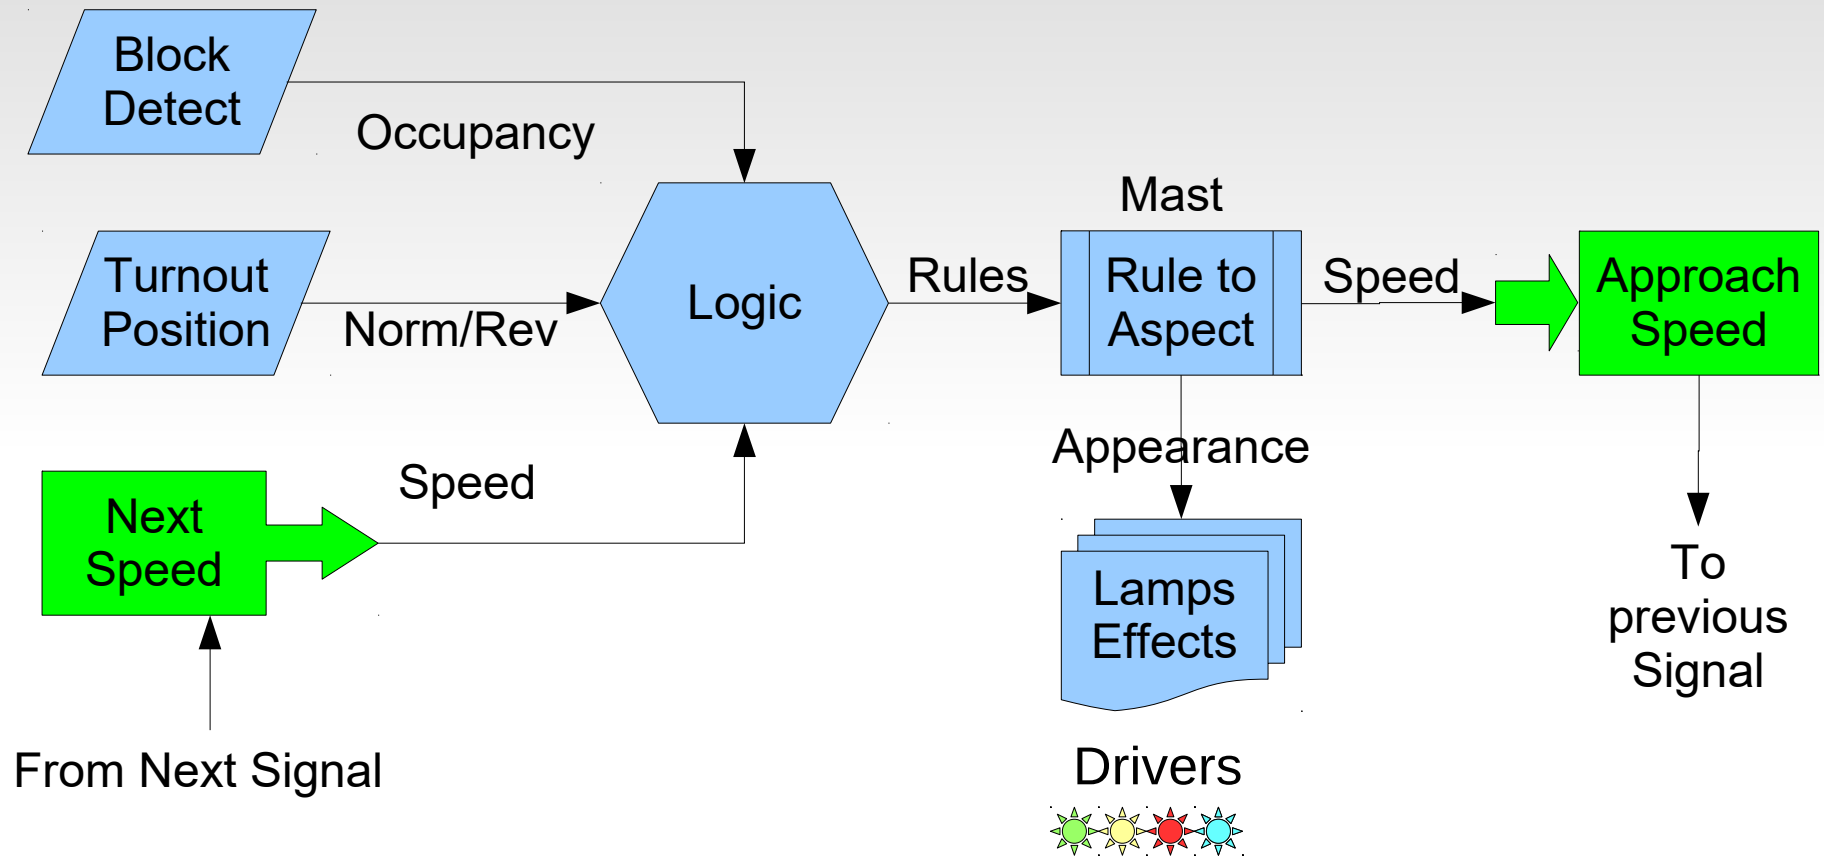 Block
Detect
Occupancy
Mast
Turnout
Position
Norm/Rev
Logic
Rules
Rule to
Aspect
Speed
Approach
Speed
Appearance
Next
Speed
Speed
Lamps
Effects
To
previous
Signal
From Next Signal
Drivers